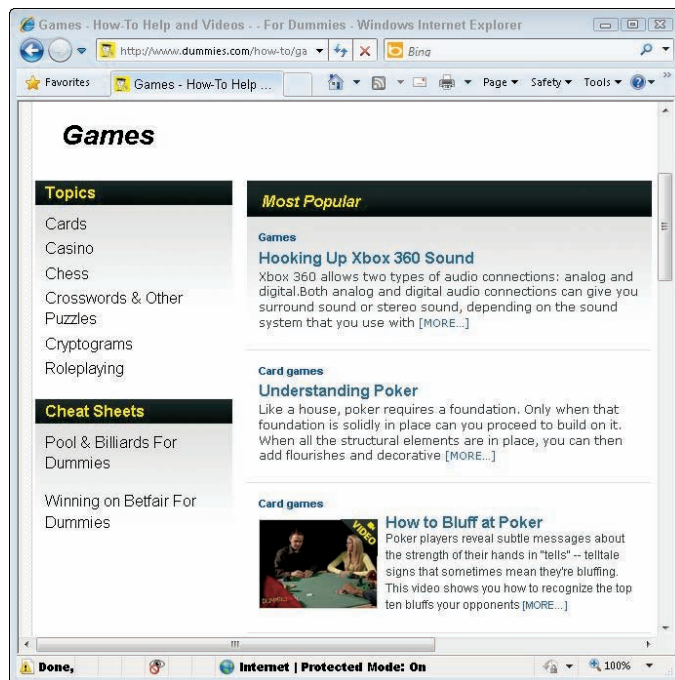 Games - How-To Help and Videos - - For Dummies - Windows Internet Explorer
http://www.dummies.com/how-to/ga
Bing
Favorites
Games - How-To Help ...
Page
Safety
Tools
Games
Topics
Cards
Casino
Chess
Crosswords & Other
Puzzles
Cryptograms
Roleplaying
Cheat Sheets
Pool & Billiards For
Dummies
Winning on Betfair For
Dummies
Most Popular
Games
Hooking Up Xbox 360 Sound
Xbox 360 allows two types of audio connections: analog and
digital.Both analog and digital audio connections can give you
surround sound or stereo sound, depending on the sound
system that you use with [MORE...]
Card games
Understanding Poker
Like a house, poker requires a foundation. Only when that
foundation is solidly in place can you proceed to build on it.
When all the structural elements are in place, you can then
add flourishes and decorative [MORE...]
Card games
VIDEO
How to Bluff at Poker
Poker players reveal subtle messages about
the strength of their hands in "tells" -- telltale
signs that sometimes mean they're bluffing.
This video shows you how to recognize the top
ten bluffs your opponents [MORE...]
Done,
Internet | Protected Mode: On
100%